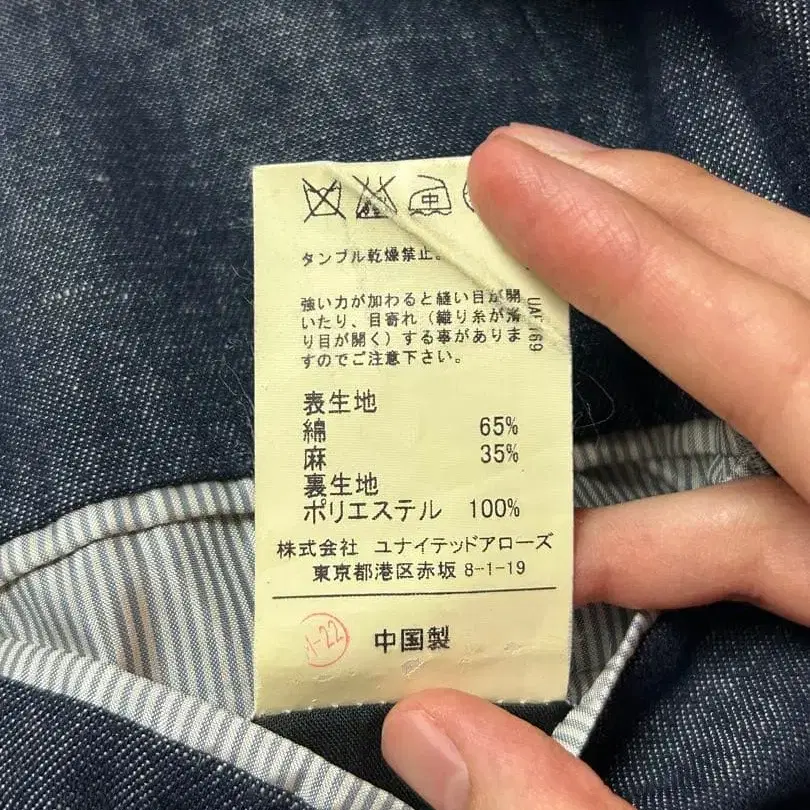 中
タンブル乾燥禁止。
強い力が加わると縫い目が開
いたり、目寄れ（織り糸が滑
り目が開く）する事がありま
すのでご注意下さい。
表生地
綿 65%
麻 35%
裏生地
ポリエステル 100%
株式会社 ユナイテッドアローズ
東京都港区赤坂 8-1-19
中国製